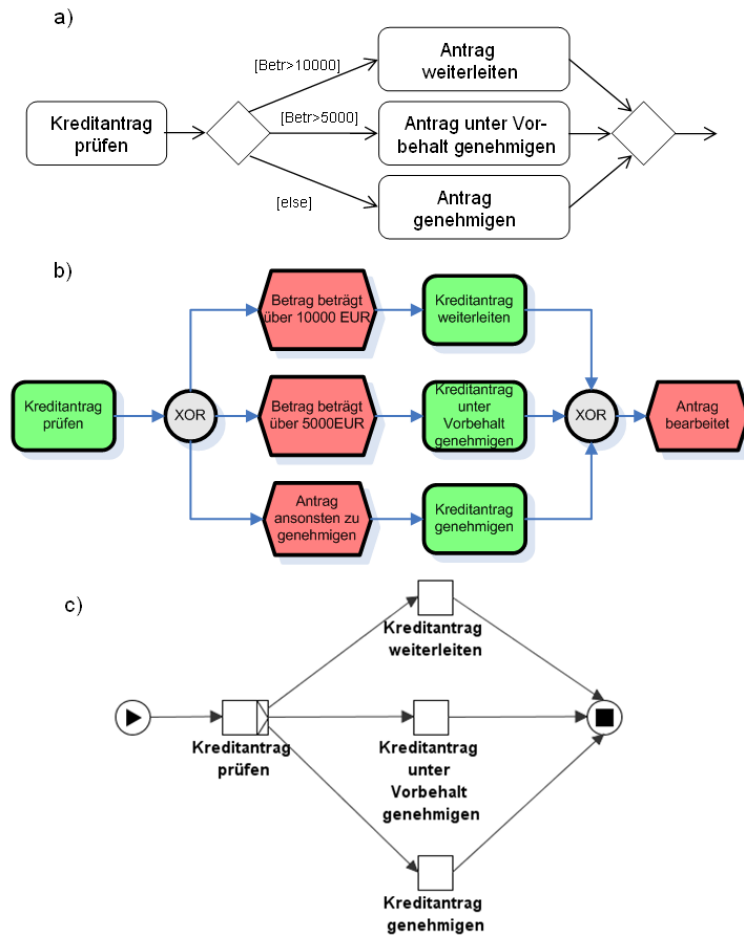 a)
Antrag
weiterleiten
[Betr>10000]
Kreditantrag
prüfen
[Betr>5000]
Antrag unter Vor-
behalt genehmigen
[else]
Antrag
genehmigen
b)
Betrag beträgt
über 10000 EUR
Kreditantrag
weiterleiten
Kreditantrag
prüfen
XOR
Betrag beträgt
über 5000EUR
Kreditantrag
unter
Vorbehalt
genehmigen
XOR
Antrag
bearbeitet
Antrag
ansonsten zu
genehmigen
Kreditantrag
genehmigen
c)
Kreditantrag
weiterleiten
Kreditantrag
prüfen
Kreditantrag
unter
Vorbehalt
genehmigen
Kreditantrag
genehmigen